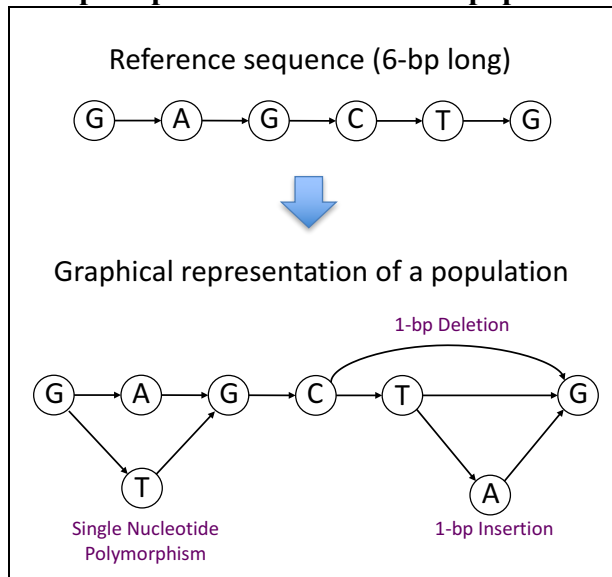 Reference sequence (6-bp long)
G A G C T G
Graphical representation of a population
1-bp Deletion
G A G C T G
T A
Single Nucleotide
Polymorphism
1-bp Insertion